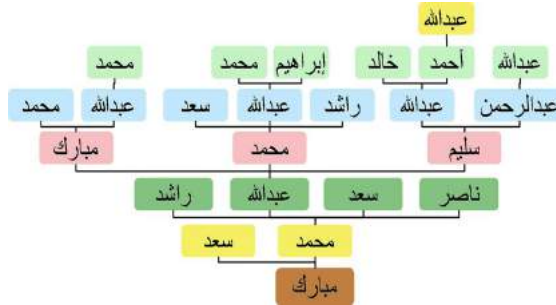 عبدالله
محمد محمد إبراهيم خالد أحمد عبدالله
محمد عبدالله سعد عبدالله راشد عبدالله عبدالرحمن
مبارك محمد سليم
راشد عبدالله سعد ناصر
سعد محمد
مبارك